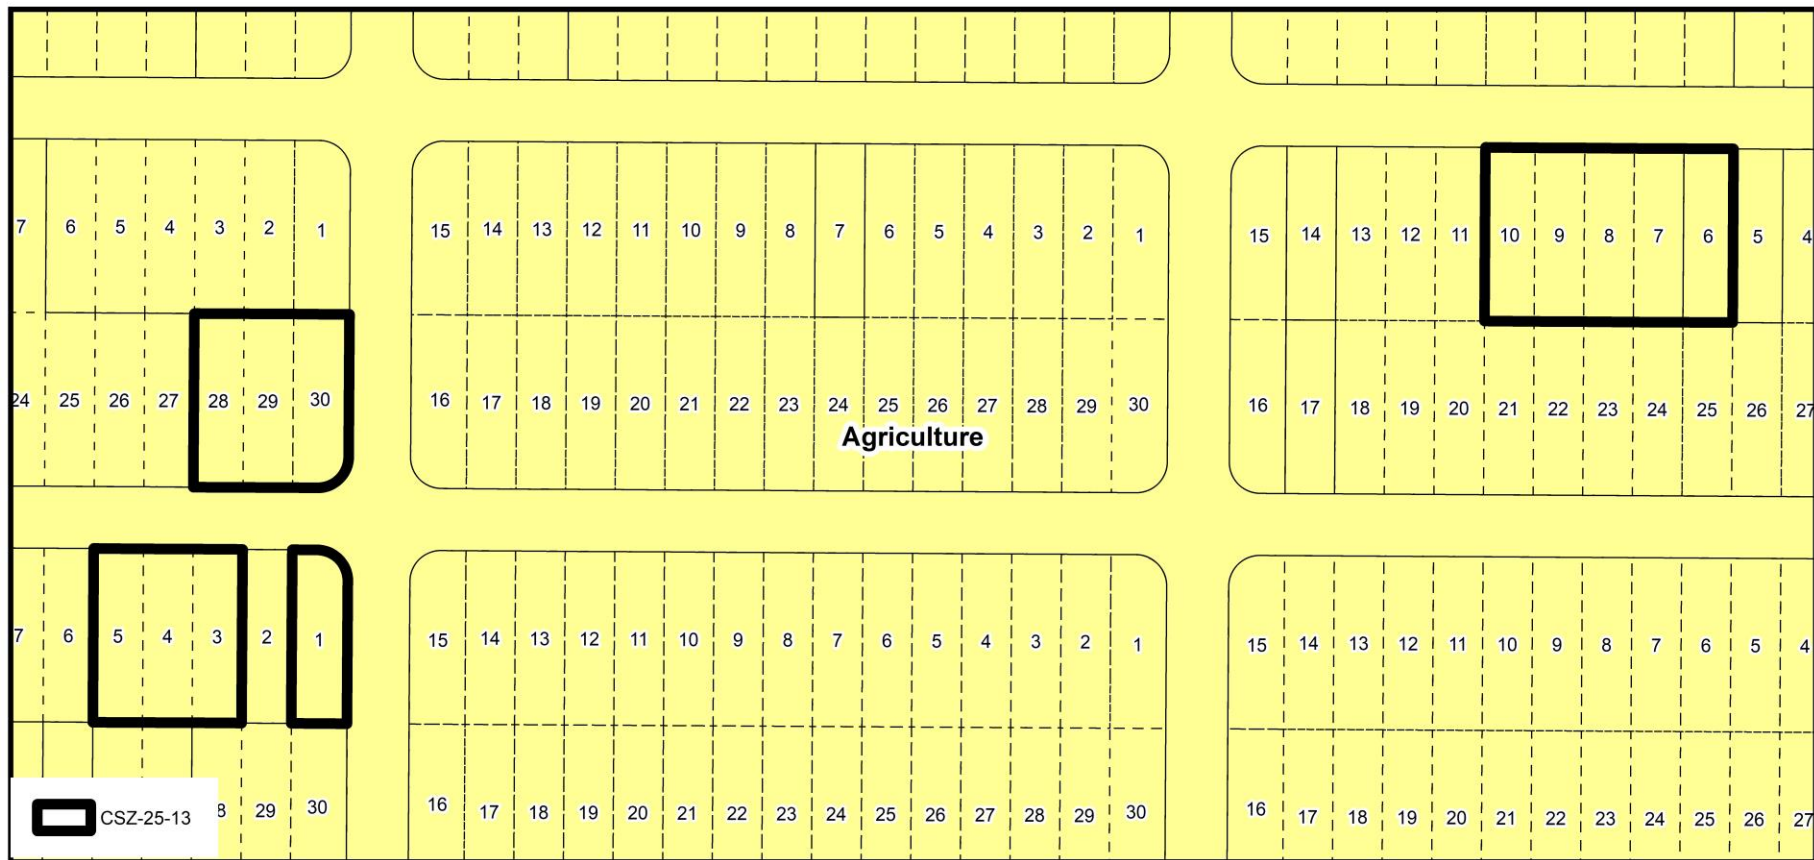 7 6 5 4 3 2 1 15 14 13 12 11 10 9 8 7 6 5 4 3 2 1 15 14 13 12 11 10 9 8 7 6 5 4
24 25 26 27 28 29 30 16 17 18 19 20 21 22 23 24 25 26 27 28 29 30 16 17 18 19 20 21 22 23 24 25 26 27
Agriculture
7 6 5 4 3 2 1 15 14 13 12 11 10 9 8 7 6 5 4 3 2 1 15 14 13 12 11 10 9 8 7 6 5 4
8 29 30 16 17 18 19 20 21 22 23 24 25 26 27 28 29 30 16 17 18 19 20 21 22 23 24 25 26 27
CSZ-25-13